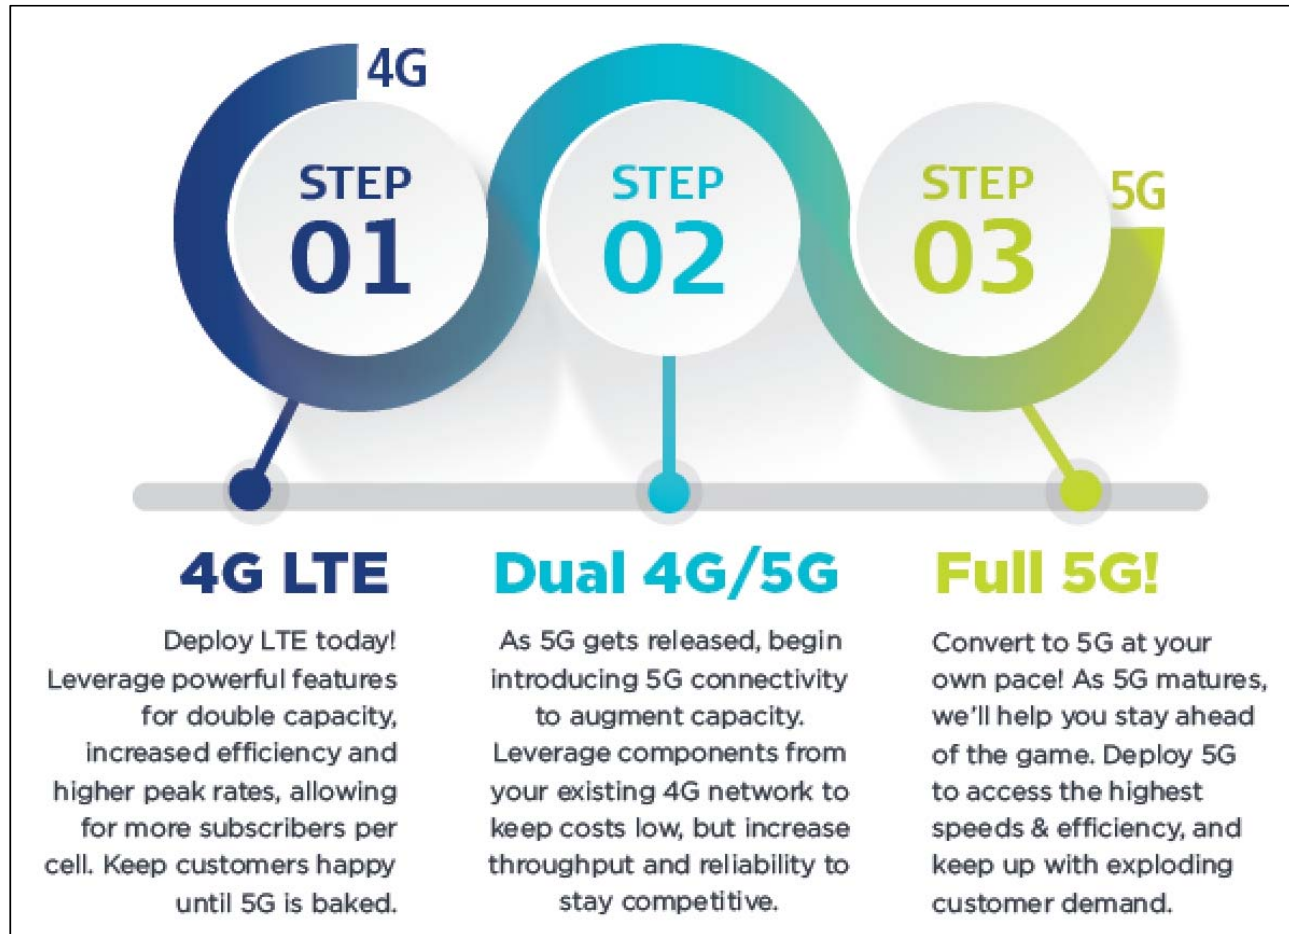 4G
STEP
01
STEP
02
STEP
03
5G
4G LTE
Deploy LTE today!
Leverage powerful features
for double capacity,
increased efficiency and
higher peak rates, allowing
for more subscribers per
cell. Keep customers happy
until 5G is baked.
Dual 4G/5G
As 5G gets released, begin
introducing 5G connectivity
to augment capacity.
Leverage components from
your existing 4G network to
keep costs low, but increase
throughput and reliability to
stay competitive.
Full 5G!
Convert to 5G at your
own pace! As 5G matures,
we'll help you stay ahead
of the game. Deploy 5G
to access the highest
speeds & efficiency, and
keep up with exploding
customer demand.